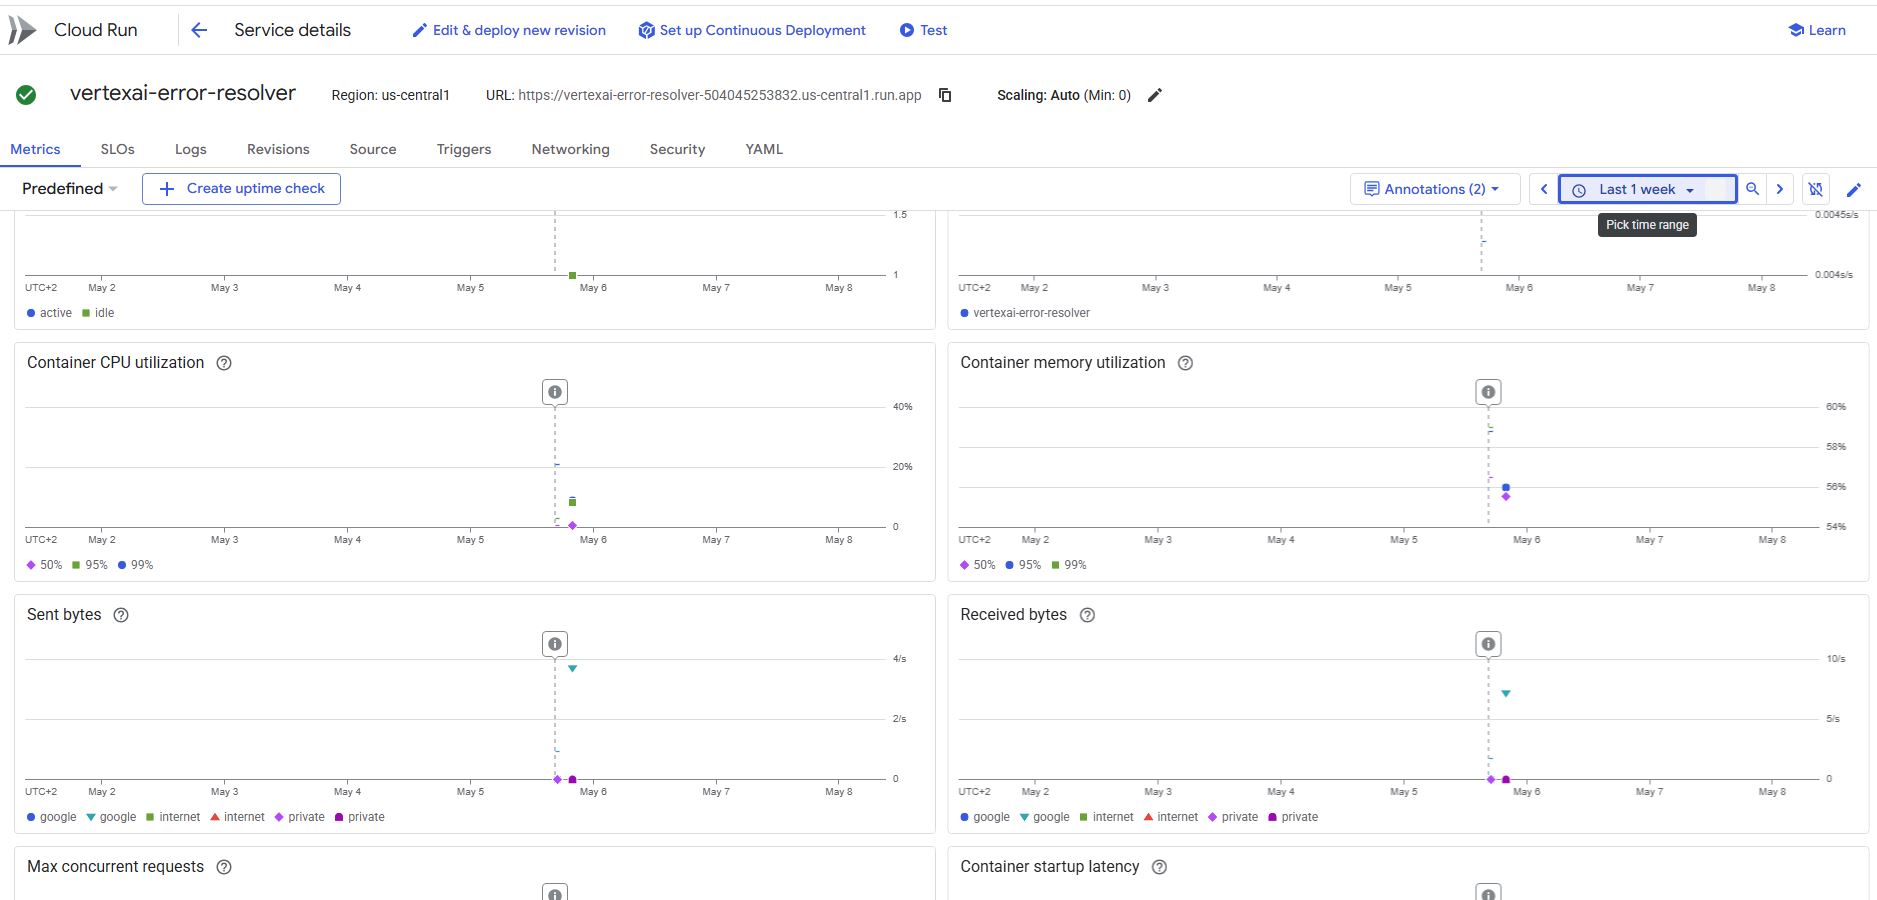 Cloud Run
Service details
Edit & deploy new revision
Set up Continuous Deployment
Test
Learn
vertexai-error-resolver
Region: us-central1
URL: https://vertexai-error-resolver-504045253832.us-central1.run.app
Scaling: Auto (Min: 0)
Metrics
SLOs
Logs
Revisions
Source
Triggers
Networking
Security
YAML
Predefined
Create uptime check
Annotations (2)
Last 1 week
Pick time range
1.5
1
UTC+2 May 2 May 3 May 4 May 5 May 6 May 7 May 8
active idle
0.0045s/s
0.004s/s
UTC+2 May 2 May 3 May 4 May 5 May 6 May 7 May 8
vertexai-error-resolver
Container CPU utilization
40%
20%
0
UTC+2 May 2 May 3 May 4 May 5 May 6 May 7 May 8
50% 95% 99%
Container memory utilization
60%
58%
56%
54%
UTC+2 May 2 May 3 May 4 May 5 May 6 May 7 May 8
50% 95% 99%
Sent bytes
4/s
2/s
0
UTC+2 May 2 May 3 May 4 May 5 May 6 May 7 May 8
google google internet internet private private
Received bytes
10/s
5/s
0
UTC+2 May 2 May 3 May 4 May 5 May 6 May 7 May 8
google google internet internet private private
Max concurrent requests
Container startup latency